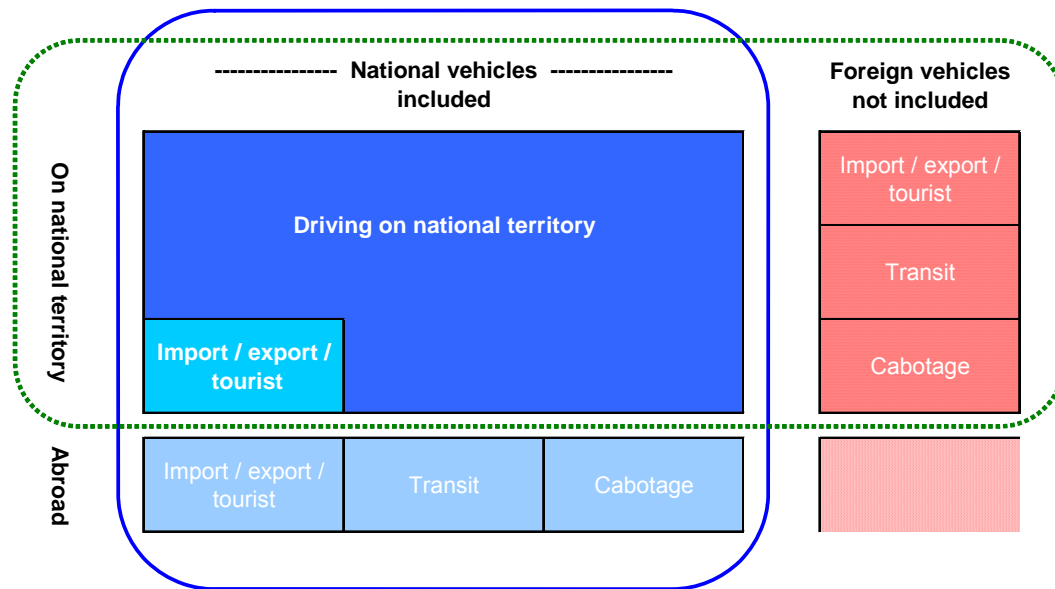 ---------------- National vehicles ----------------
included
Foreign vehicles
not included
On national territory
Driving on national territory
Import / export /
tourist
Import / export /
tourist
Transit
Cabotage
Abroad
Import / export /
tourist
Transit
Cabotage